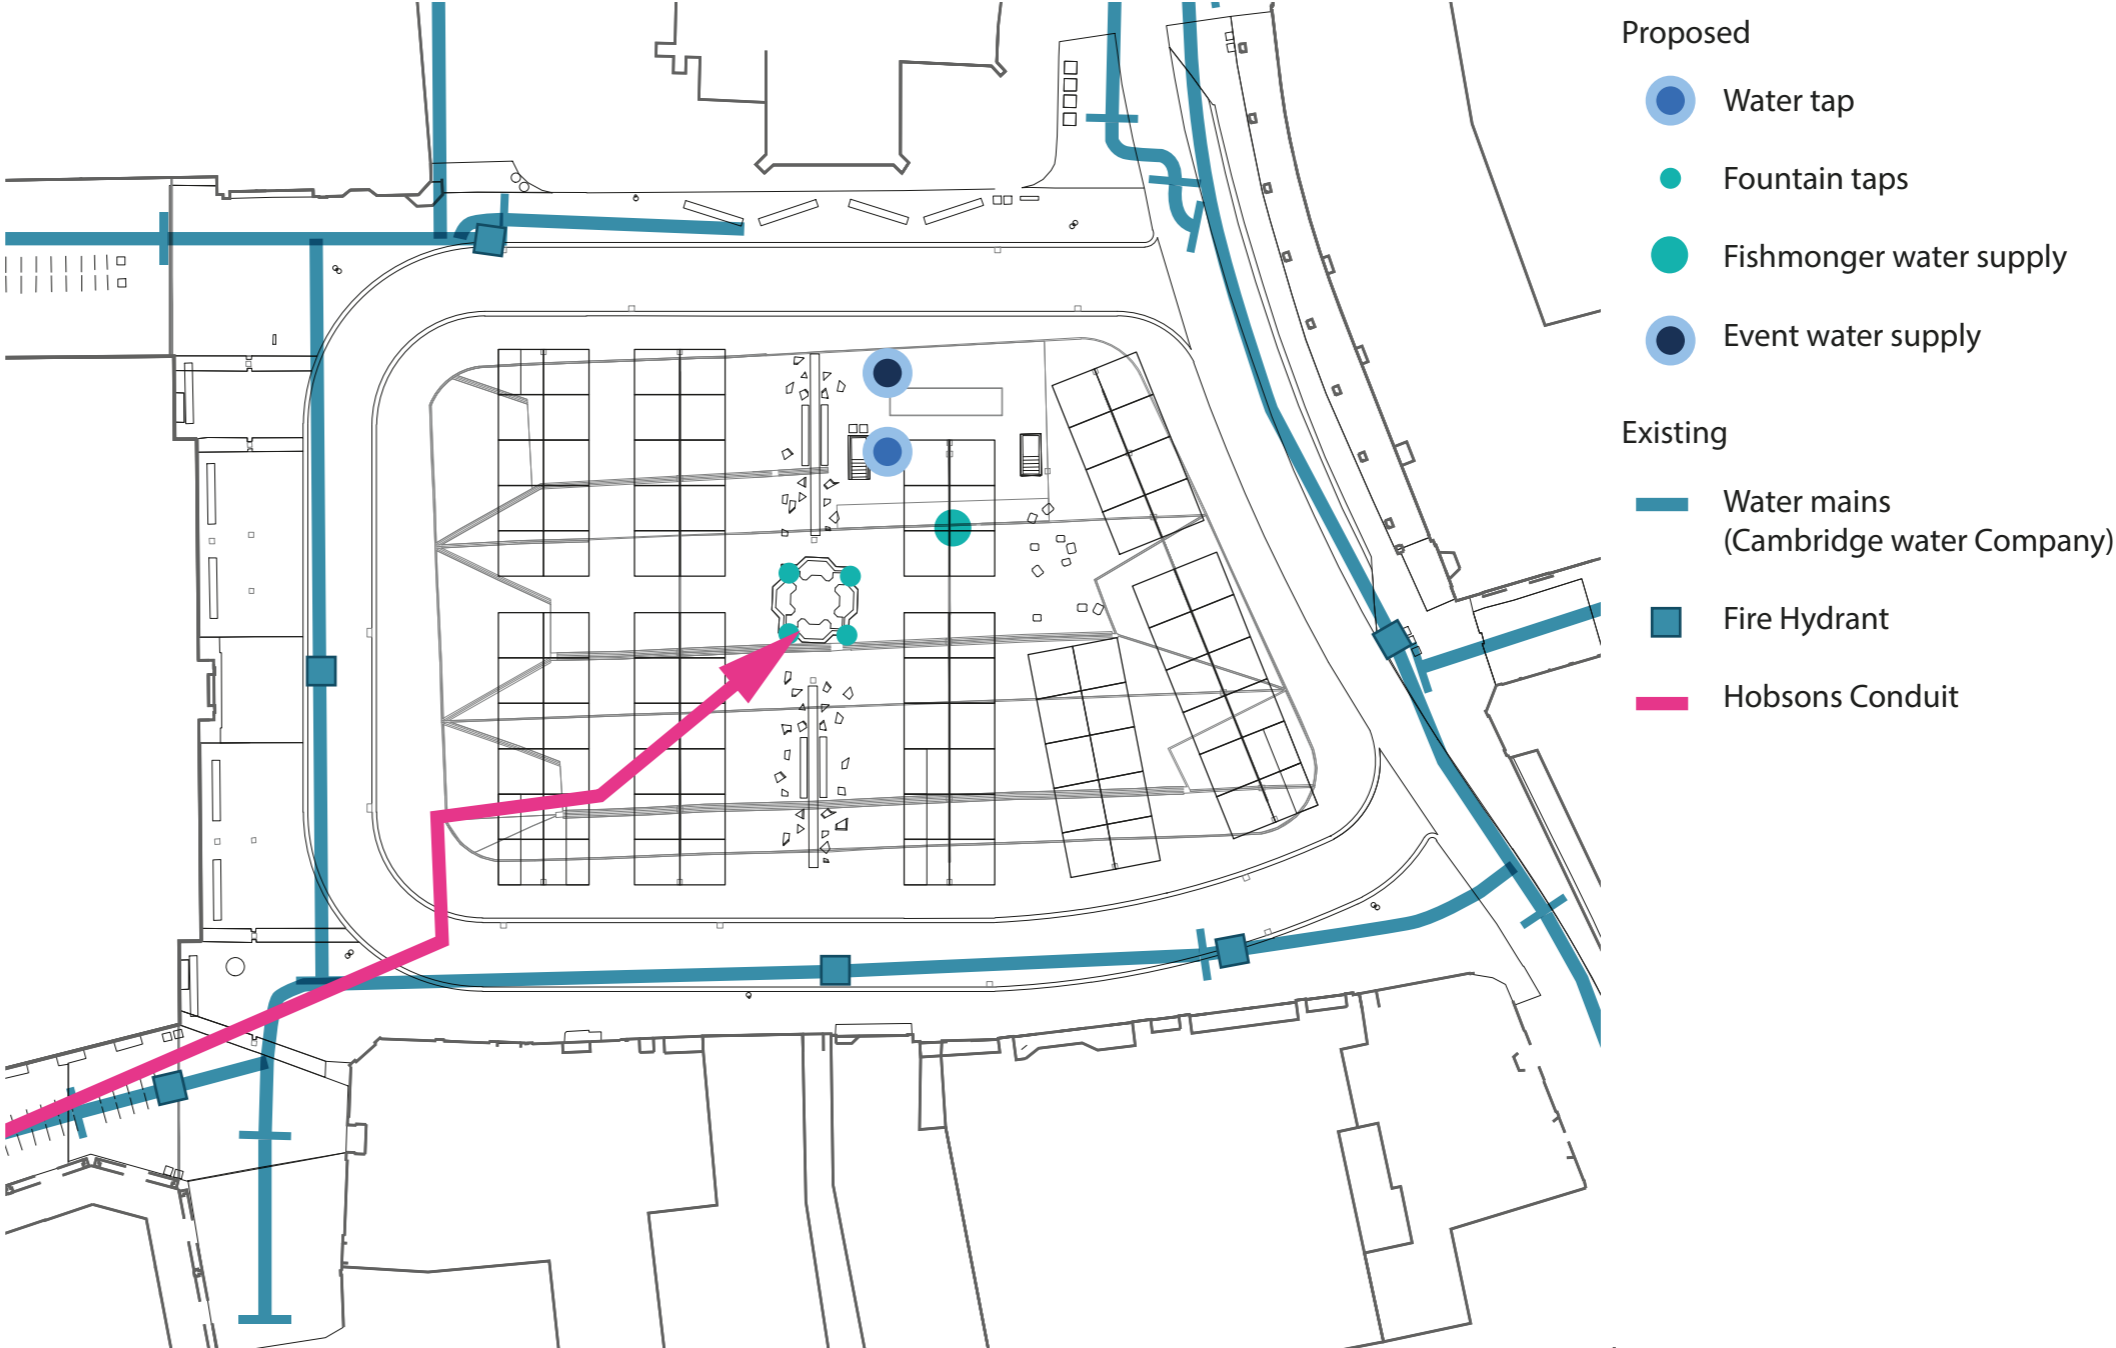 Proposed
Water tap
Fountain taps
Fishmonger water supply
Event water supply
Existing
Water mains
(Cambridge water Company)
Fire Hydrant
Hobsons Conduit